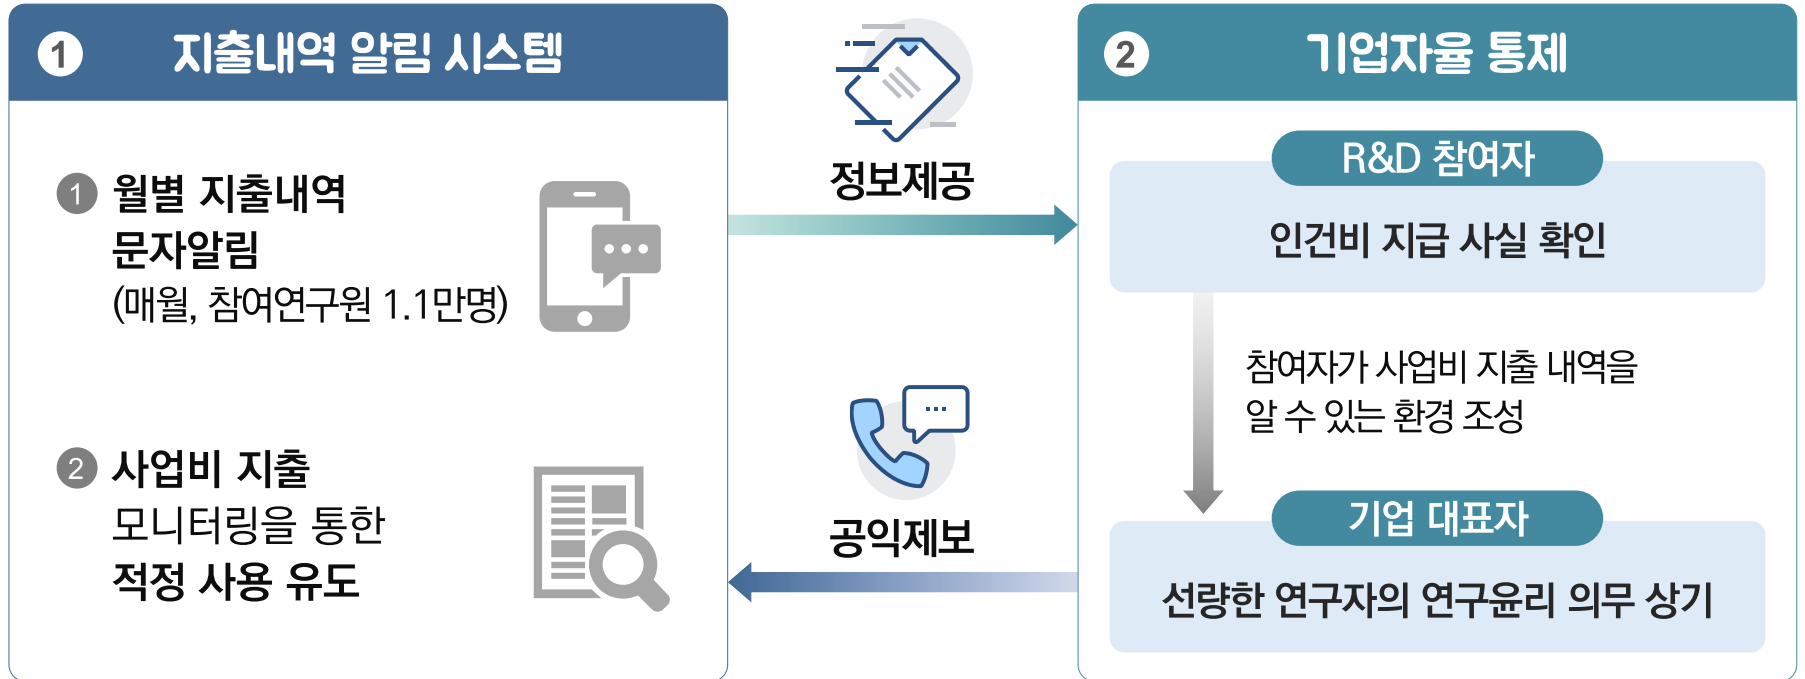 1 지출내역 알림 시스템
1 월별 지출내역
문자알림
(매월, 참여연구원 1.1만명)
2 사업비 지출
모니터링을 통한
적정 사용 유도
정보제공
공익제보
2 기업자율 통제
R&D 참여자
인건비 지급 사실 확인
참여자가 사업비 지출 내역을
알 수 있는 환경 조성
기업 대표자
선량한 연구자의 연구윤리 의무 상기